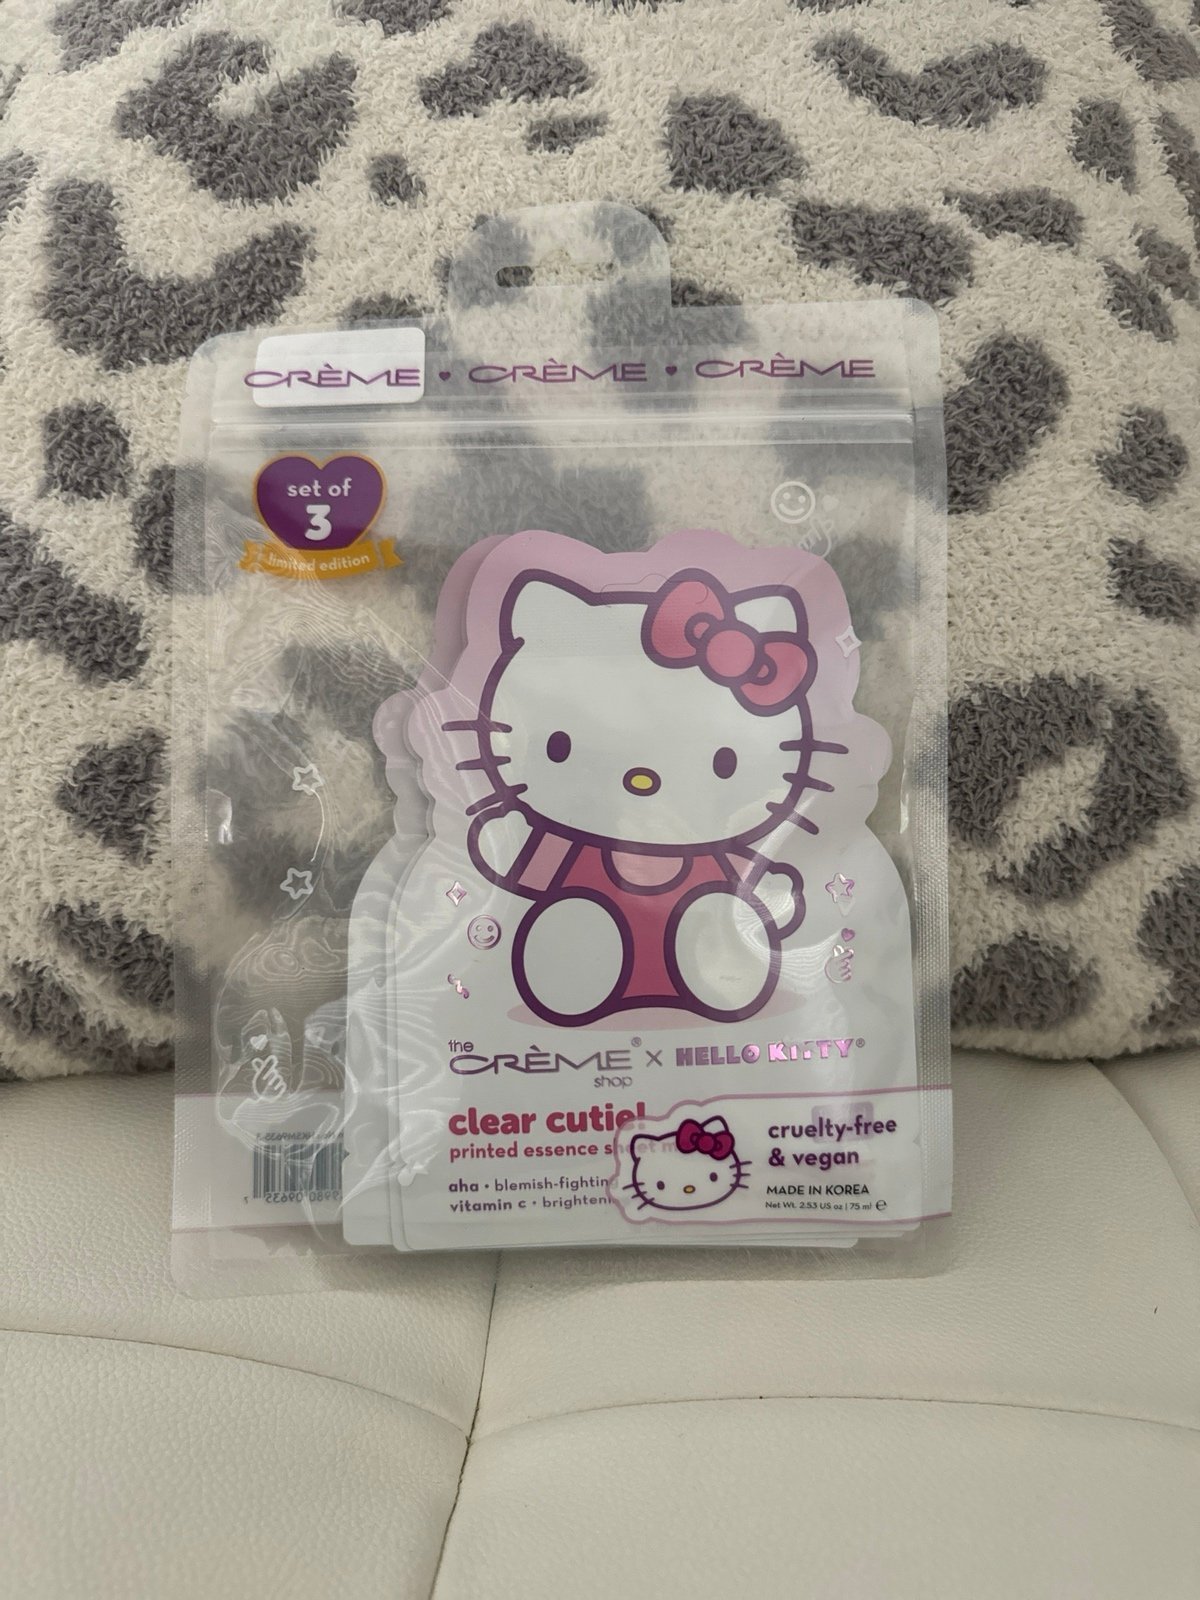 CRÈME • CRÈME • CRÈME
set of
3
limited edition
the
CRÈME® x HELLO KITTY®
shop
clear cutie!
printed essence sheet m
aha • blemish-fightin
vitamin c • brighteni
cruelty-free
& vegan
MADE IN KOREA
Net Wt. 2.53 US oz | 75 ml ℮